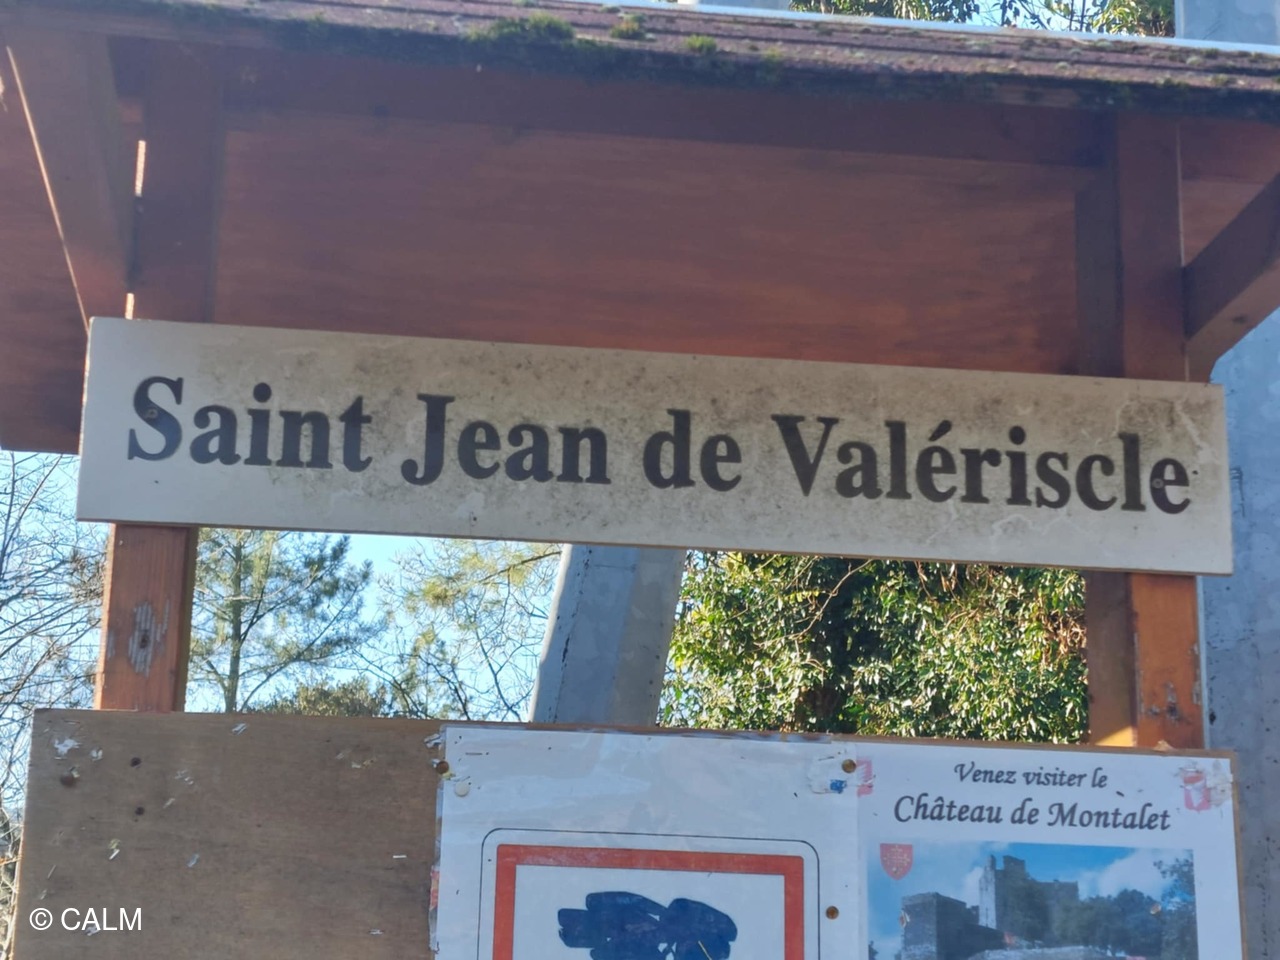 Saint Jean de Valériscle
Venez visiter le
Château de Montalet
© CALM